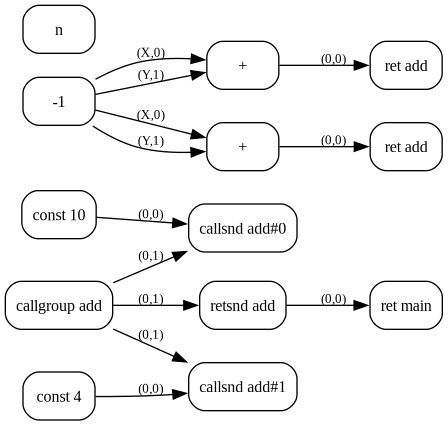 n
(X,0)
+
(0,0)
ret add
(Y,1)
-1
(X,0)
(Y,1)
+
(0,0)
ret add
const 10
(0,0)
callsnd add#0
(0,1)
callgroup add
(0,1)
retsnd add
(0,0)
ret main
(0,1)
const 4
(0,0)
callsnd add#1